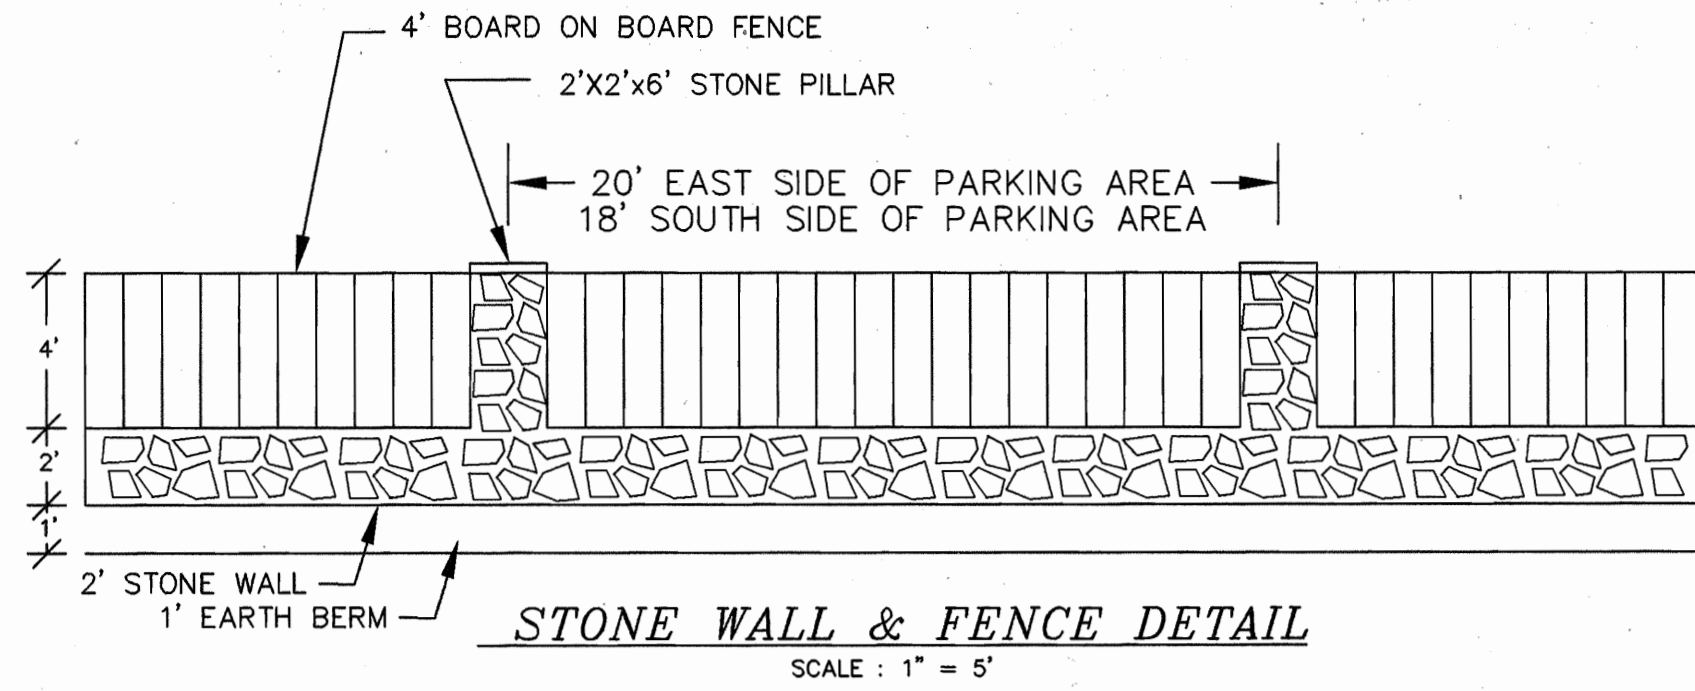 4' BOARD ON BOARD FENCE
2'X2'x6' STONE PILLAR
20' EAST SIDE OF PARKING AREA
18' SOUTH SIDE OF PARKING AREA
4'
2'
1'
2' STONE WALL
1' EARTH BERM
STONE WALL & FENCE DETAIL
SCALE : 1" = 5'